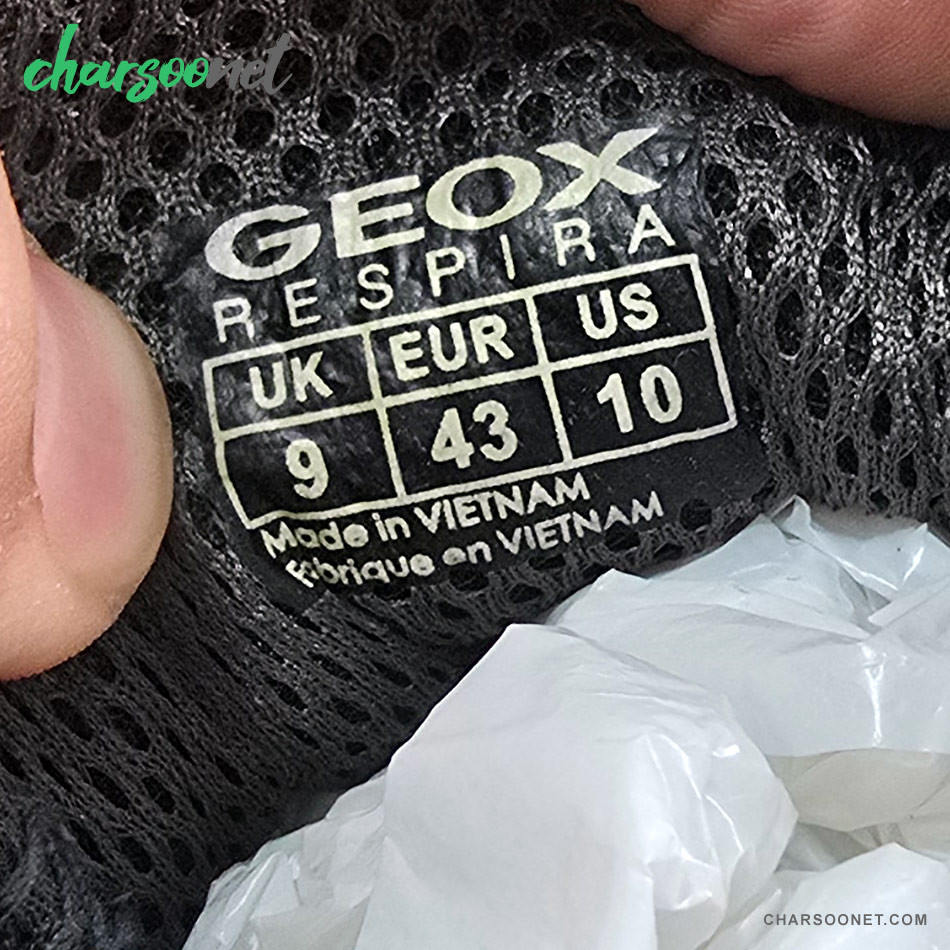 charsoonet
GEOX
RESPIRA
UK EUR US
9 43 10
Made in VIETNAM
Fabrique en VIETNAM
CHARSOONET.COM